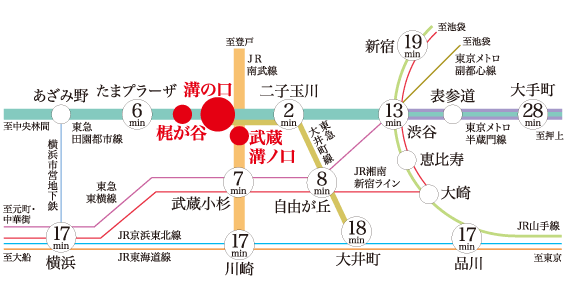 至登戸
JR
南武線
新宿
19
min
至池袋
至池袋
東京メトロ
副都心線
あざみ野
たまプラーザ
溝の口
二子玉川
表参道
大手町
6
min
2
min
13
min
28
min
至中央林間
東急
田園都市線
梶が谷
武蔵
溝ノ口
東急
大井町線
渋谷
東京メトロ
半蔵門線
至押上
横浜市営地下鉄
恵比寿
JR湘南
新宿ライン
東急
東横線
7
min
8
min
大崎
武蔵小杉
自由が丘
至元町・
中華街
17
min
JR京浜東北線
17
min
18
min
17
min
JR山手線
至大船
横浜
JR東海道線
川崎
大井町
品川
至東京